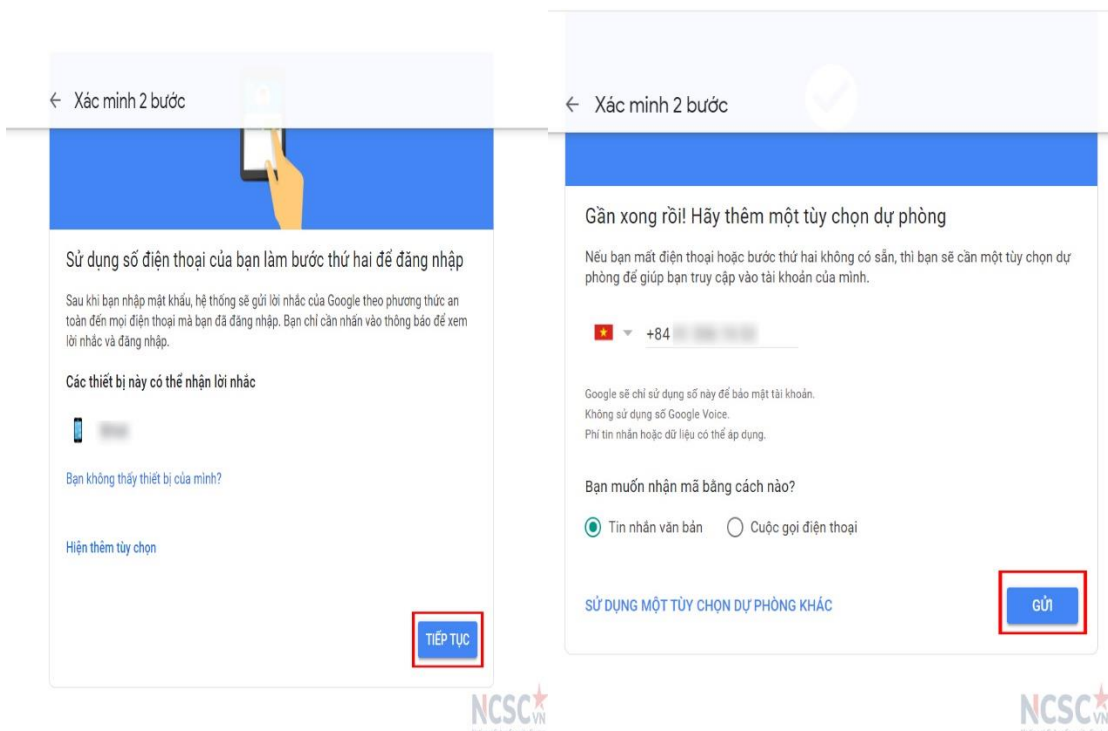 Xác minh 2 bước
Sử dụng số điện thoại của bạn làm bước thứ hai để đăng nhập
Sau khi bạn nhập mật khẩu, hệ thống sẽ gửi lời nhắc của Google theo phương thức an
toàn đến mọi điện thoại mà bạn đã đăng nhập. Bạn chỉ cần nhấn vào thông báo để xem
lời nhắc và đăng nhập.
Các thiết bị này có thể nhận lời nhắc
Bạn không thấy thiết bị của mình?
Hiện thêm tùy chọn
TIẾP TỤC
NCSC VN
Xác minh 2 bước
Gần xong rồi! Hãy thêm một tùy chọn dự phòng
Nếu bạn mất điện thoại hoặc bước thứ hai không có sẵn, thì bạn sẽ cần một tùy chọn dự
phòng để giúp bạn truy cập vào tài khoản của mình.
+84
Google sẽ chỉ sử dụng số này để bảo mật tài khoản.
Không sử dụng số Google Voice.
Phí tin nhắn hoặc dữ liệu có thể áp dụng.
Bạn muốn nhận mã bằng cách nào?
Tin nhắn văn bản Cuộc gọi điện thoại
SỬ DỤNG MỘT TÙY CHỌN DỰ PHÒNG KHÁC GỬI
NCSC VN